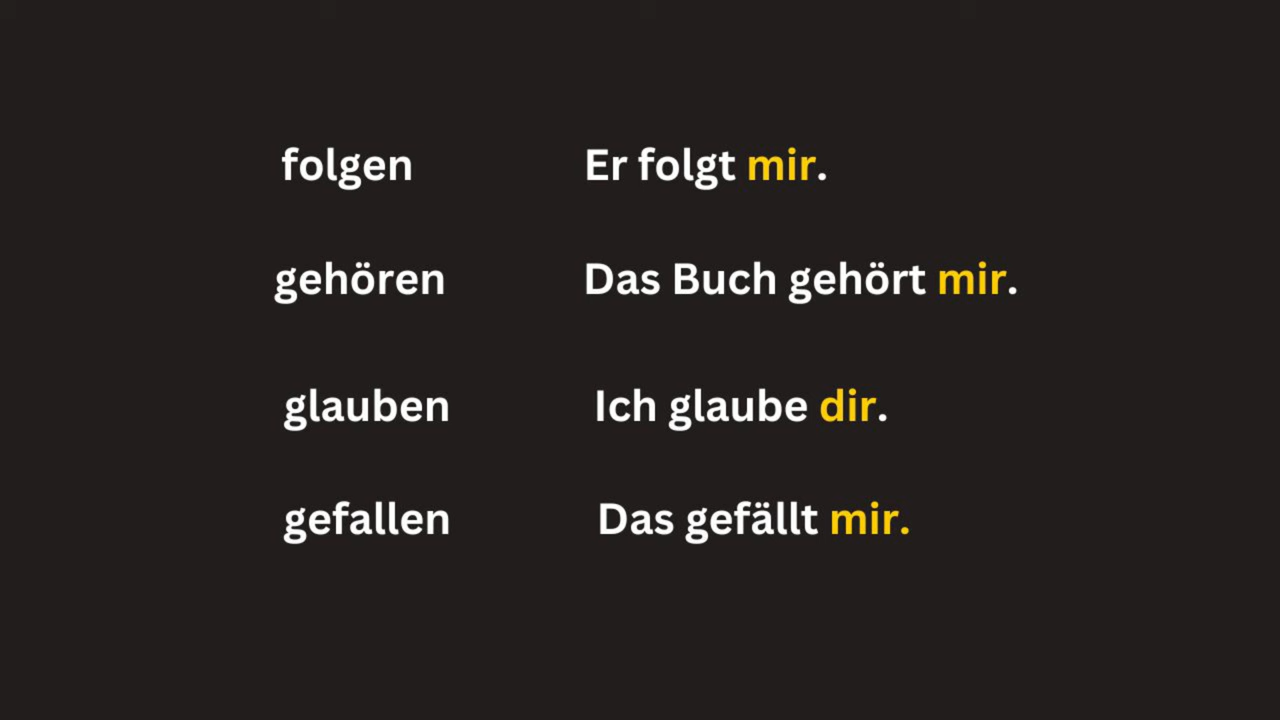 folgen Er folgt mir.
gehören Das Buch gehört mir.
glauben Ich glaube dir.
gefallen Das gefällt mir.